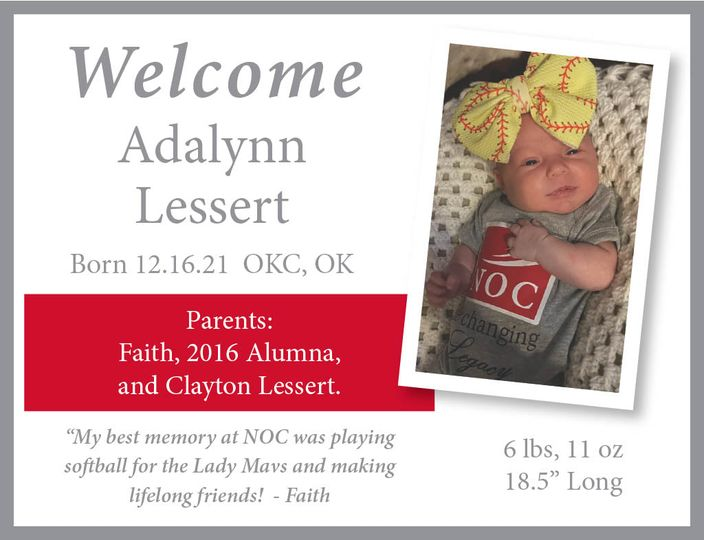 Welcome
Adalynn
Lessert
Born 12.16.21 OKC, OK
Parents:
Faith, 2016 Alumna,
and Clayton Lessert.
“My best memory at NOC was playing
softball for the Lady Mavs and making
lifelong friends! - Faith
NOC
changing
Legacy
6 lbs, 11 oz
18.5” Long